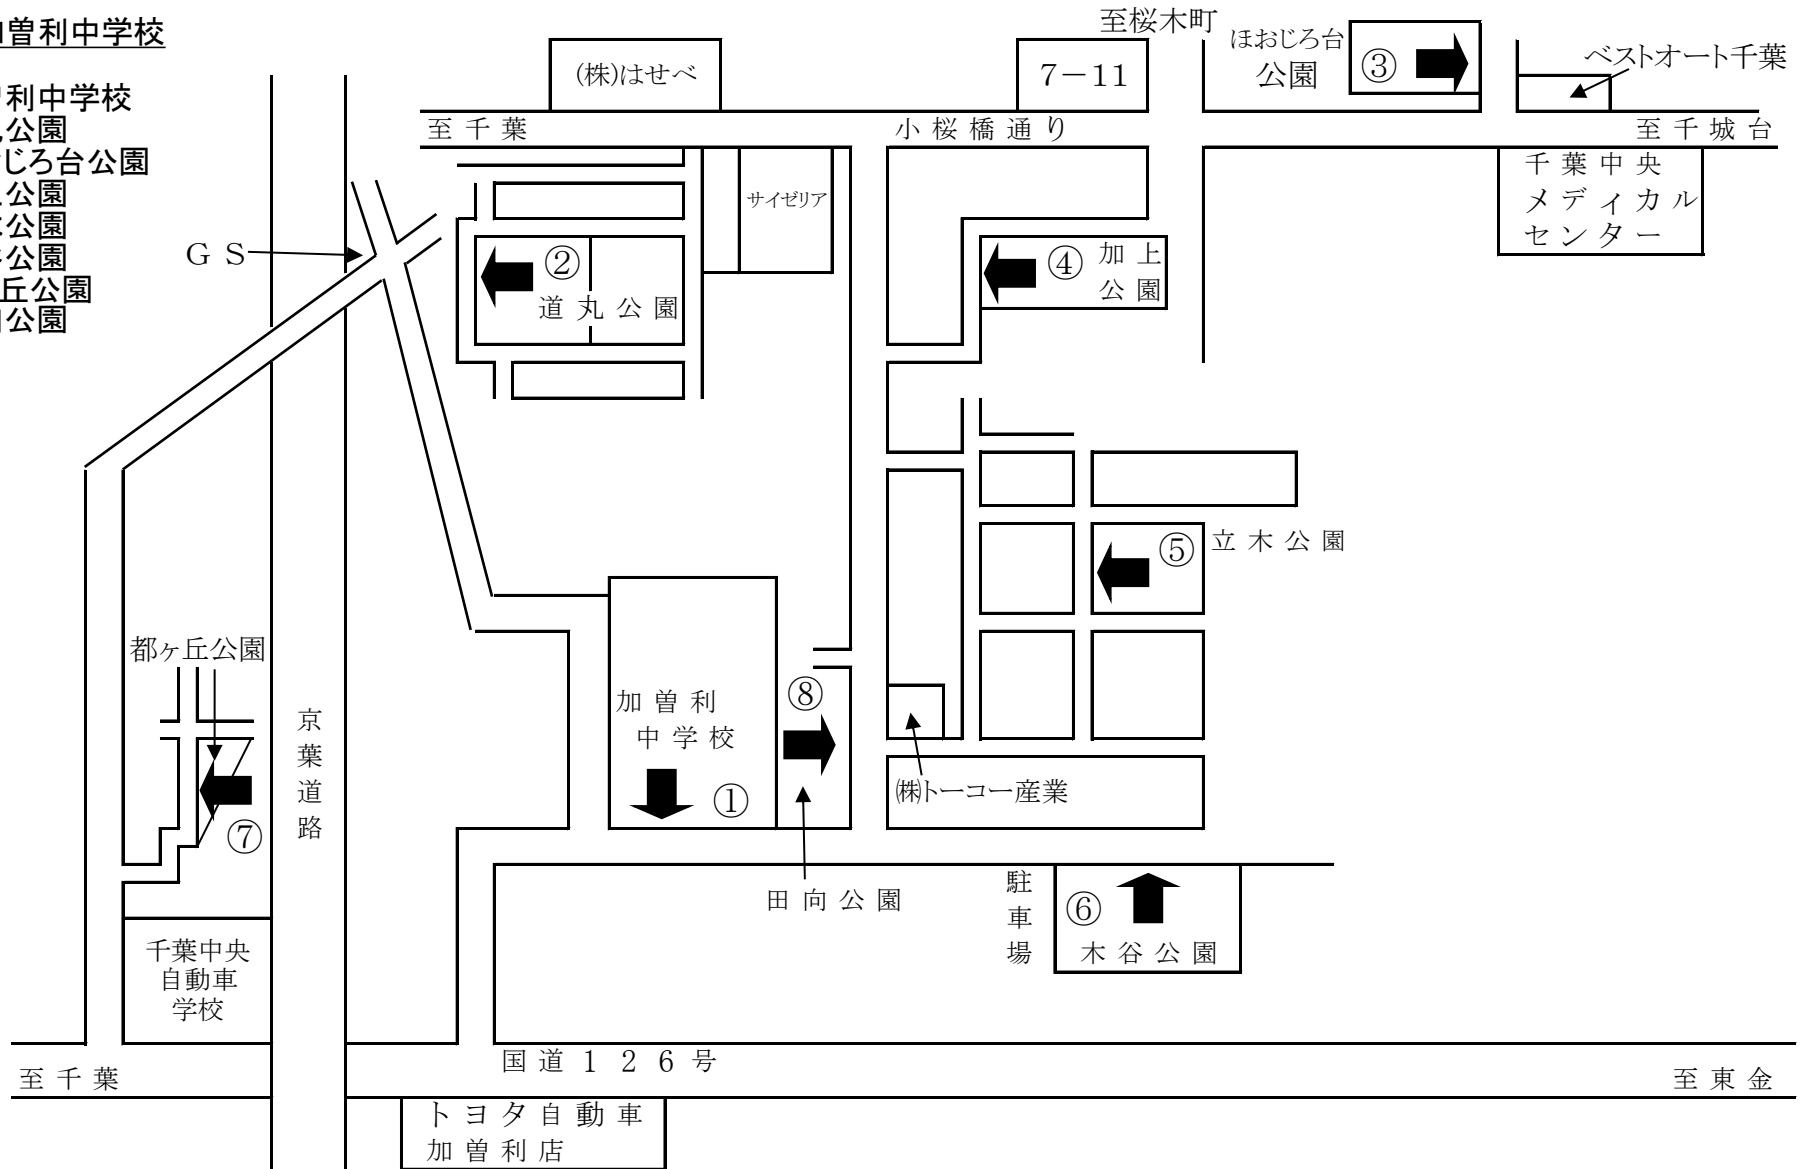 加曽利中学校
曽利中学校
丸公園
おじろ台公園
上公園
木公園
谷公園
丘公園
向公園
至桜木町
ほおじろ台
公園
③
ベストオート千葉
(株)はせべ
7－11
至千葉
小桜橋通り
至千城台
千葉中央
メディカル
センター
サイゼリア
ＧＳ
②
道丸公園
④
加上
公園
⑤
立木公園
都ヶ丘公園
京葉道路
加曽利
中学校
①
⑧
㈱トーコー産業
⑦
田向公園
駐車場
⑥
木谷公園
千葉中央
自動車
学校
国道１２６号
至千葉
至東金
トヨタ自動車
加曽利店